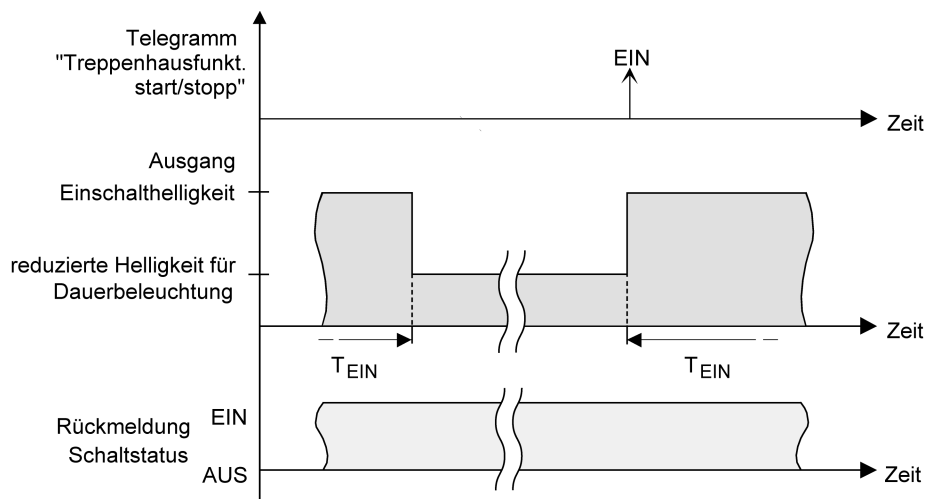 Telegramm
"Treppenhausfunkt.
start/stopp"
EIN
Zeit
Ausgang
Einschalthelligkeit
reduzierte Helligkeit für
Dauerbeleuchtung
Zeit
TEIN
TEIN
EIN
Rückmeldung
Schaltstatus
AUS
Zeit